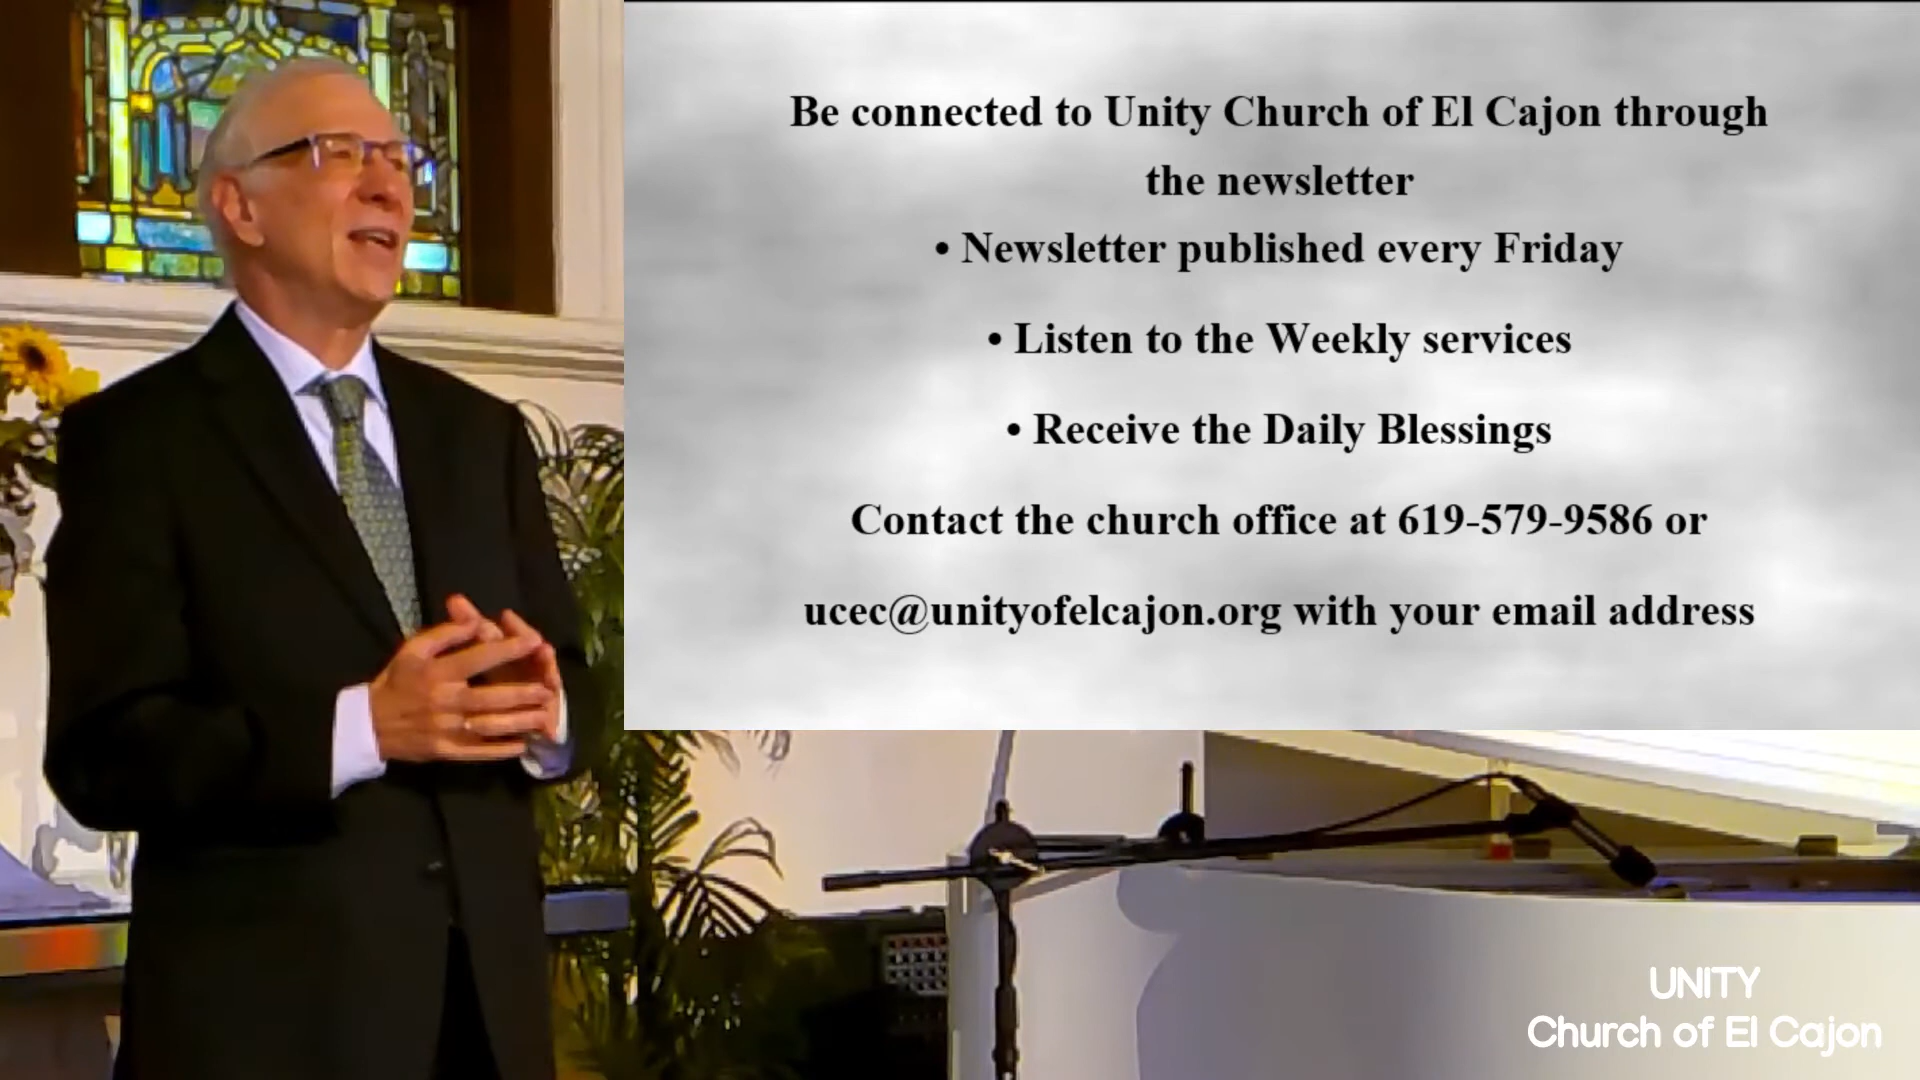 Be connected to Unity Church of El Cajon through
the newsletter
• Newsletter published every Friday
• Listen to the Weekly services
• Receive the Daily Blessings
Contact the church office at 619-579-9586 or
ucec@unityofelcajon.org with your email address
UNITY
Church of El Cajon